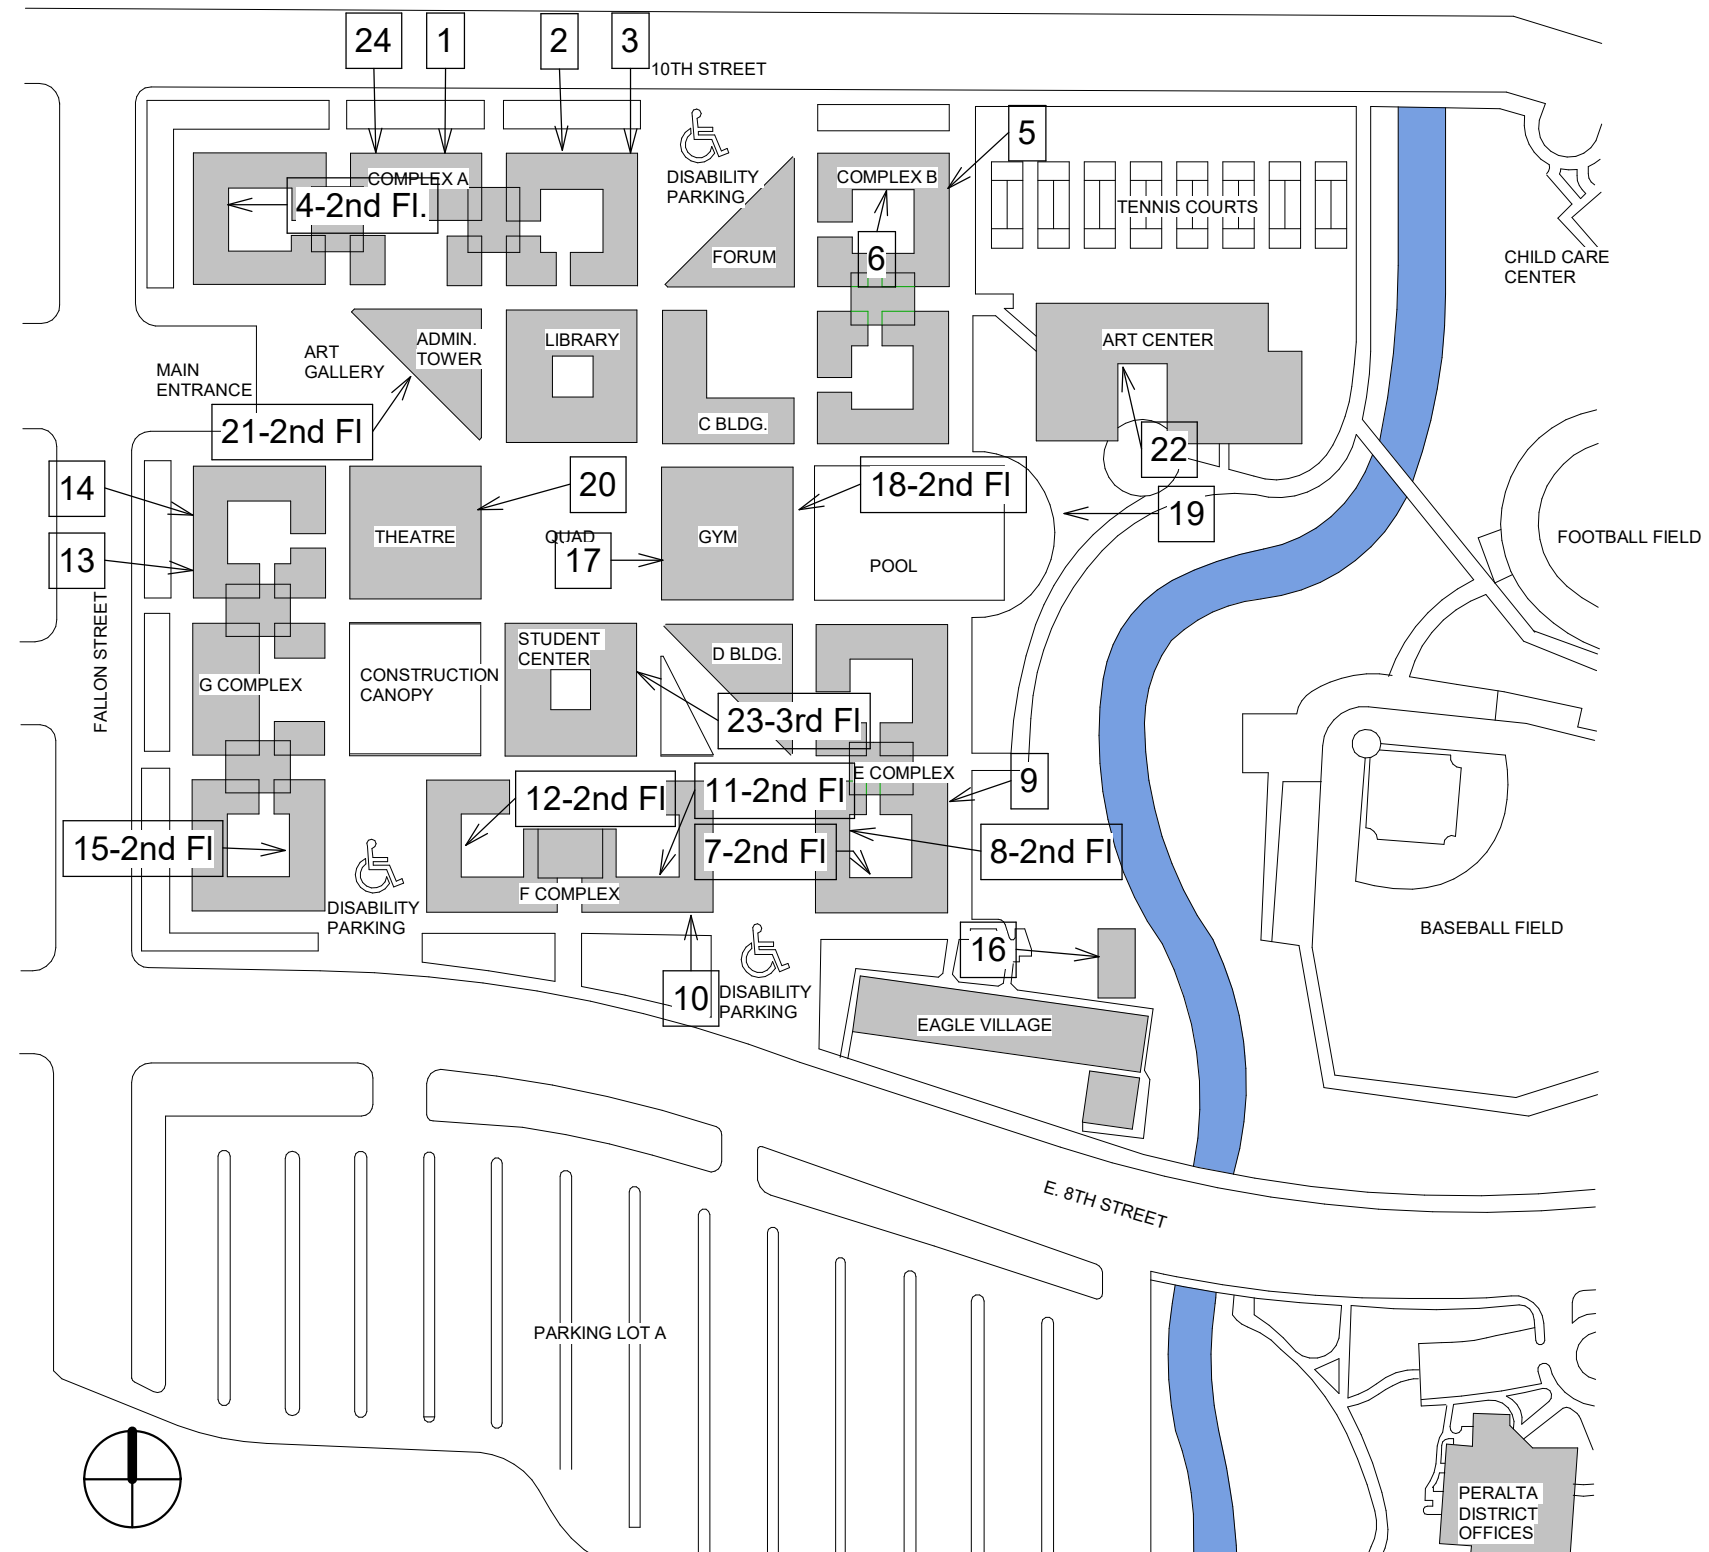 24
1
2
3
10TH STREET
5
DISABILITY
PARKING
COMPLEX A
COMPLEX B
4-2nd Fl.
TENNIS COURTS
FORUM
6
CHILD CARE
CENTER
ART
GALLERY
ADMIN.
TOWER
LIBRARY
ART CENTER
MAIN
ENTRANCE
21-2nd Fl
C BLDG.
22
14
20
18-2nd Fl
19
THEATRE
QUAD
GYM
FOOTBALL FIELD
13
17
POOL
FALLON STREET
STUDENT
CENTER
D BLDG.
G COMPLEX
CONSTRUCTION
CANOPY
23-3rd Fl
E COMPLEX
9
12-2nd Fl
11-2nd Fl
15-2nd Fl
7-2nd Fl
8-2nd Fl
F COMPLEX
DISABILITY
PARKING
BASEBALL FIELD
16
10
DISABILITY
PARKING
EAGLE VILLAGE
E. 8TH STREET
PARKING LOT A
PERALTA
DISTRICT
OFFICES